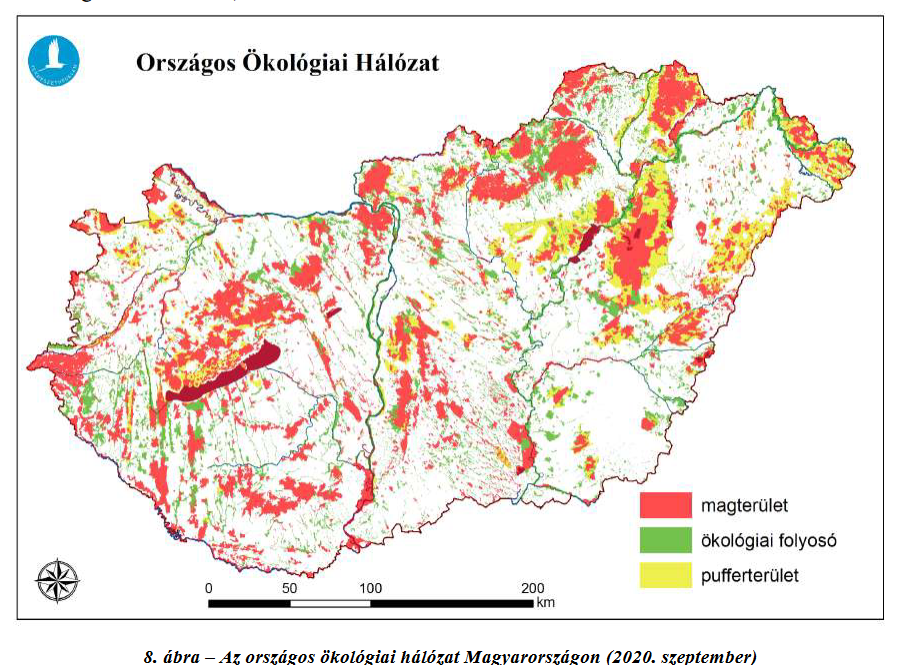 Országos Ökológiai Hálózat
magterület
ökológiai folyosó
pufferterület
0 50 100 200
km
8. ábra – Az országos ökológiai hálózat Magyarországon (2020. szeptember)